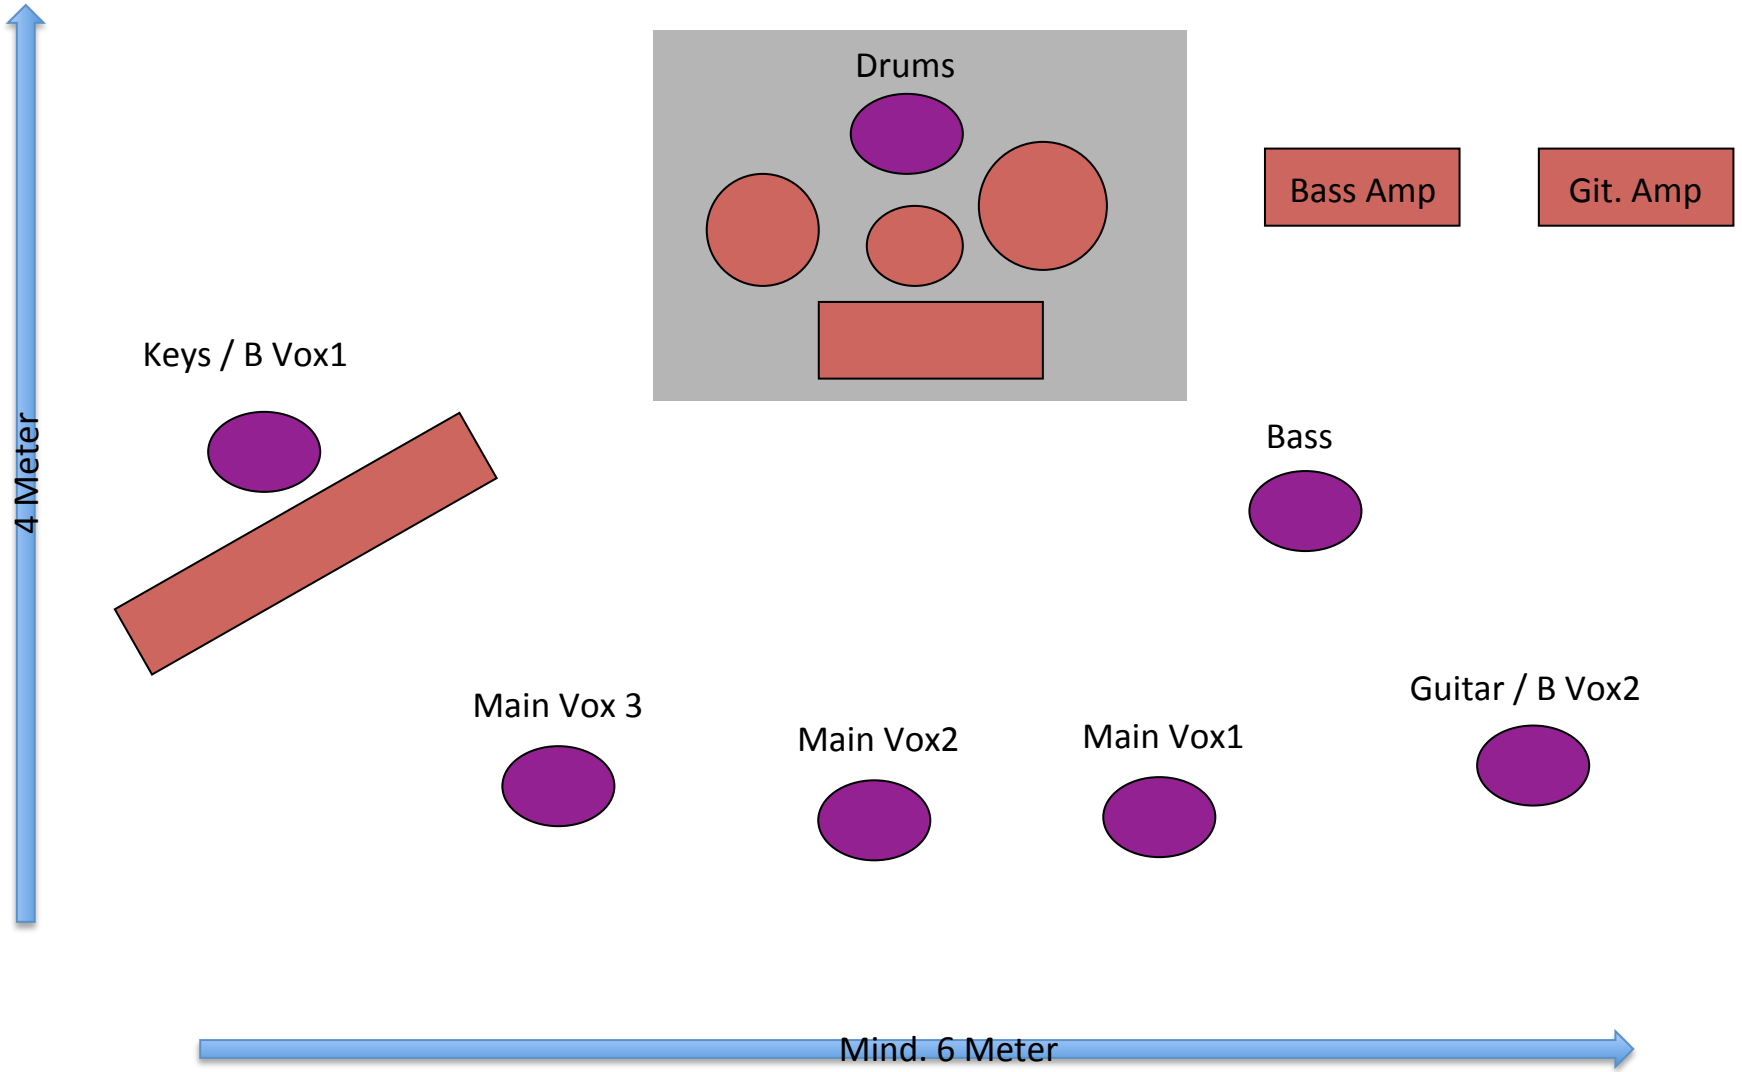 Drums
Bass Amp
Git. Amp
Keys / B Vox1
4 Meter
Bass
Main Vox 3
Main Vox2
Main Vox1
Guitar / B Vox2
Mind. 6 Meter